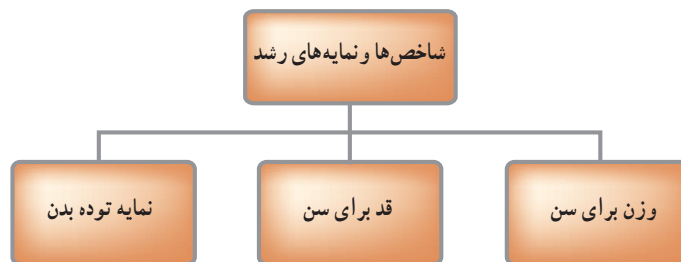 شاخص‌ها و نمایه‌های رشد
وزن برای سن
قد برای سن
نمایه توده بدن